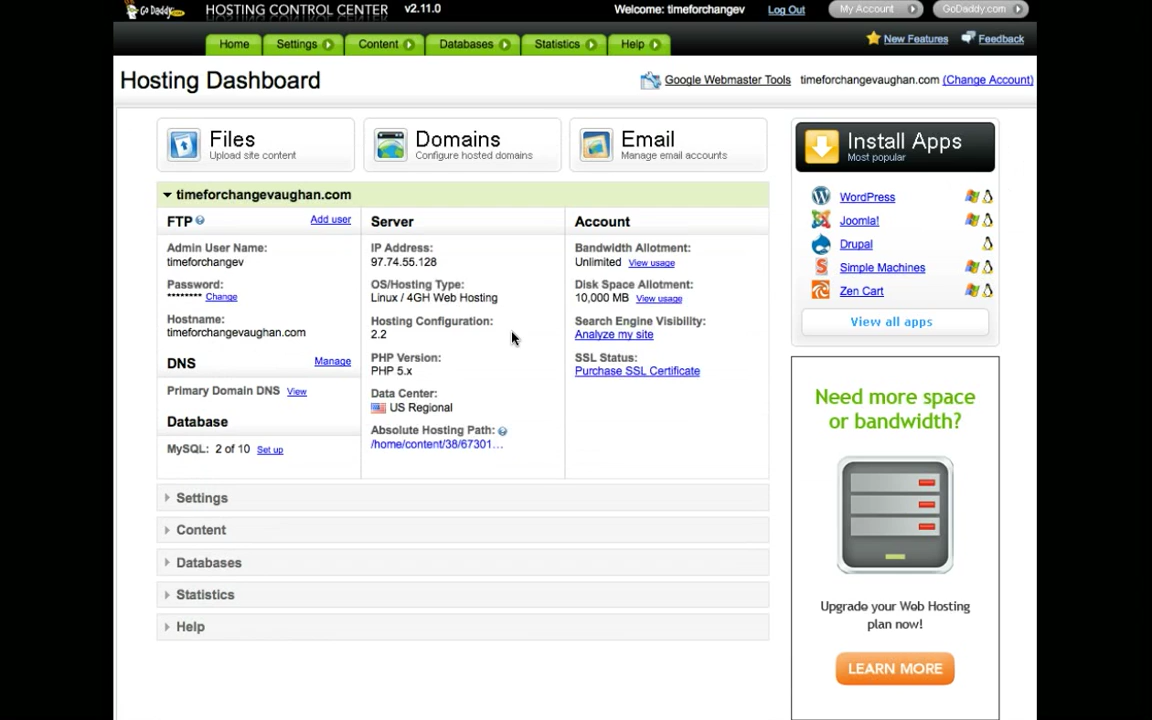 Go Daddy.com HOSTING CONTROL CENTER v2.11.0 Welcome: timeforchangev Log Out My Account GoDaddy.com
Home Settings Content Databases Statistics Help New Features Feedback
Hosting Dashboard Google Webmaster Tools timeforchangevaughan.com (Change Account)
Files
Upload site content
Domains
Configure hosted domains
Email
Manage email accounts
timeforchangevaughan.com
FTP Add user
Admin User Name:
timeforchangev
Password:
******** Change
Hostname:
timeforchangevaughan.com
DNS Manage
Primary Domain DNS View
Database
MySQL: 2 of 10 Set up
Server
IP Address:
97.74.55.128
OS/Hosting Type:
Linux / 4GH Web Hosting
Hosting Configuration:
2.2
PHP Version:
PHP 5.x
Data Center:
US Regional
Absolute Hosting Path:
/home/content/38/67301...
Account
Bandwidth Allotment:
Unlimited View usage
Disk Space Allotment:
10,000 MB View usage
Search Engine Visibility:
Analyze my site
SSL Status:
Purchase SSL Certificate
Settings
Content
Databases
Statistics
Help
Install Apps
Most popular
WordPress
Joomla!
Drupal
Simple Machines
Zen Cart
View all apps
Need more space
or bandwidth?
Upgrade your Web Hosting
plan now!
LEARN MORE